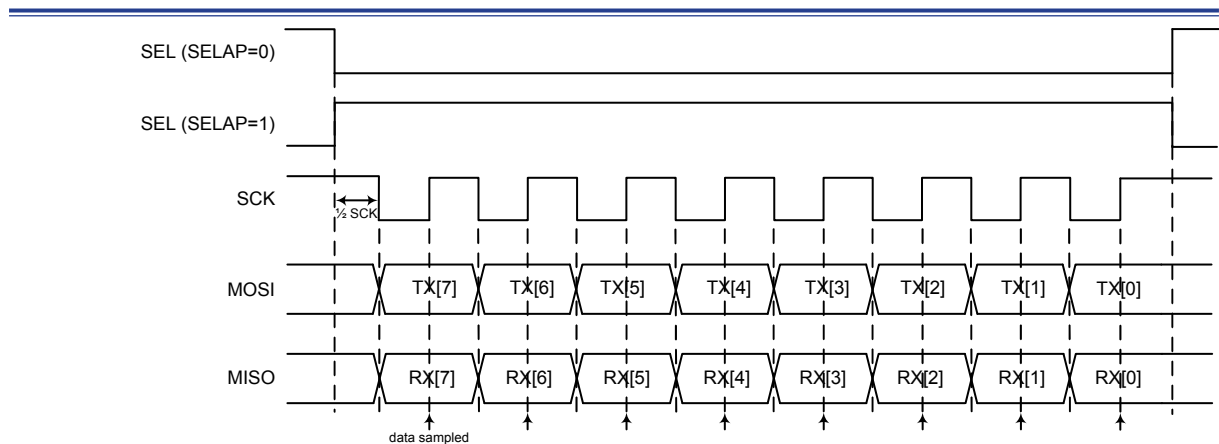 SEL (SELAP=0)
SEL (SELAP=1)
SCK
½ SCK
MOSI
TX[7] TX[6] TX[5] TX[4] TX[3] TX[2] TX[1] TX[0]
MISO
RX[7] RX[6] RX[5] RX[4] RX[3] RX[2] RX[1] RX[0]
data sampled